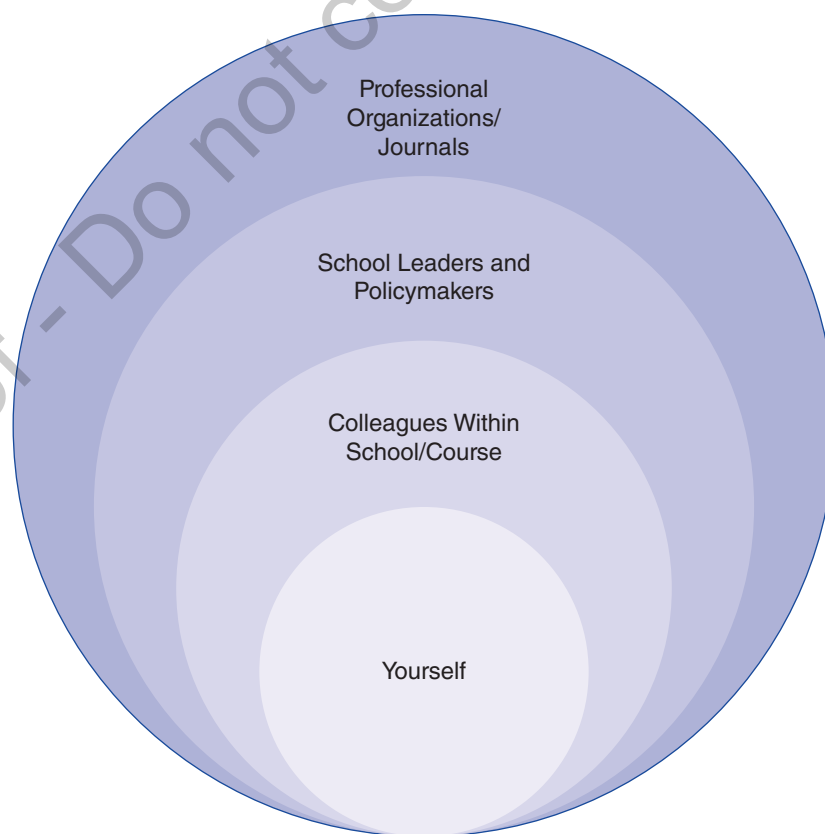 Professional
Organizations/
Journals
School Leaders and
Policymakers
Colleagues Within
School/Course
Yourself
- Do not